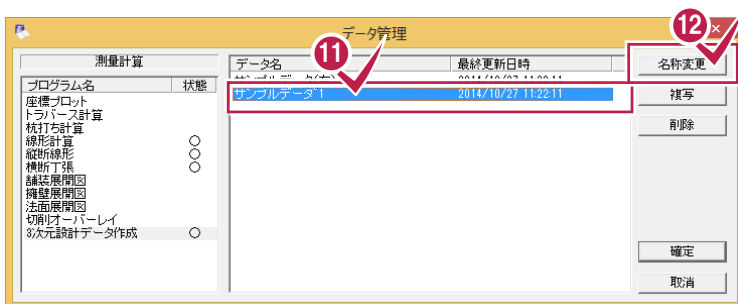 データ管理
⑫
測量計算
データ名 最終更新日時
⑪
名称変更
プログラム名 状態
サンプルデータ1 2014/10/27 11:22:11
複写
座標プロット
トラバース計算
杭打ち計算
削除
線形計算 ○
縦断線形 ○
横断丁張 ○
舗装展開図
擁壁展開図
法面展開図
切削オーバーレイ
3次元設計データ作成 ○
確定
取消